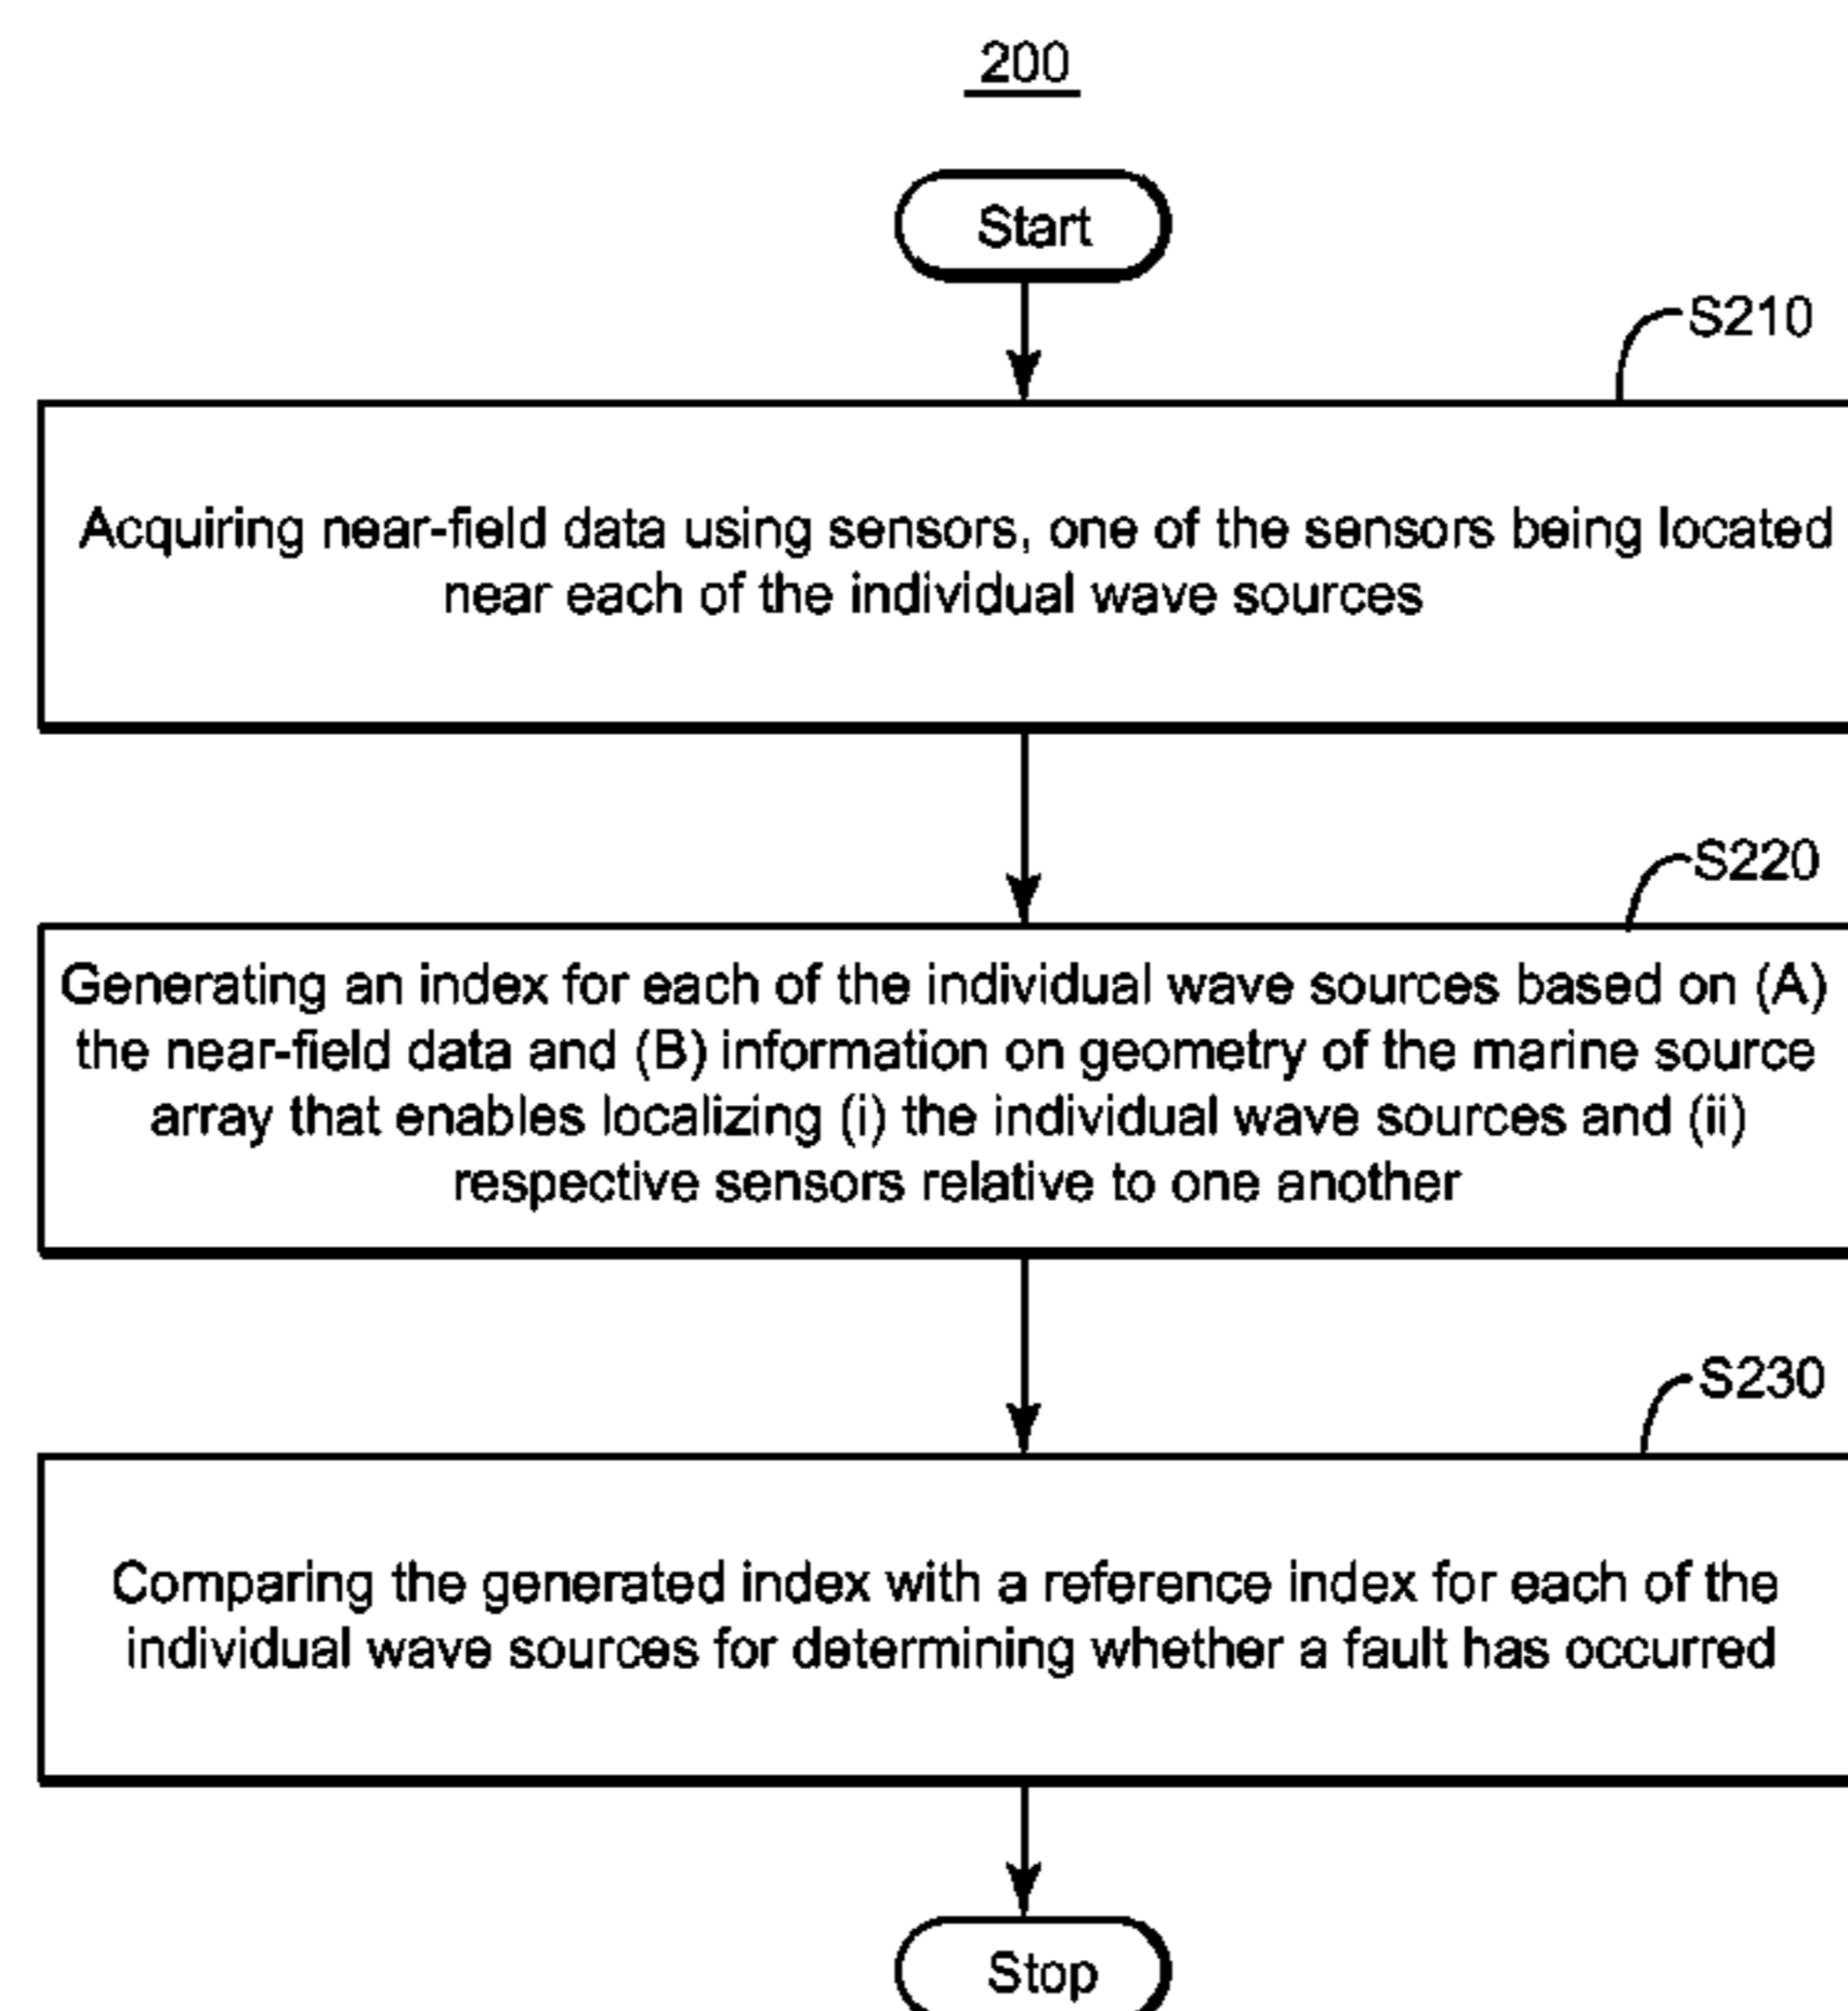 200
Start
S210
Acquiring near-field data using sensors, one of the sensors being located
near each of the individual wave sources
S220
Generating an index for each of the individual wave sources based on (A)
the near-field data and (B) information on geometry of the marine source
array that enables localizing (i) the individual wave sources and (ii)
respective sensors relative to one another
S230
Comparing the generated index with a reference index for each of the
individual wave sources for determining whether a fault has occurred
Stop